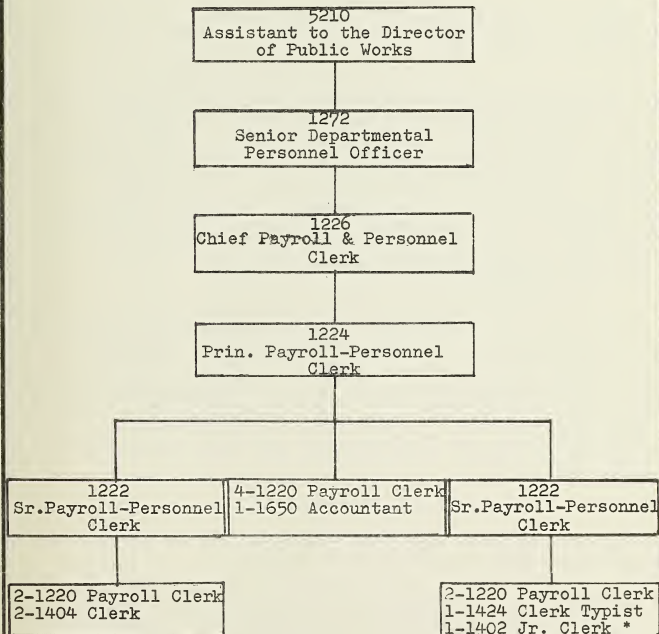 5210
Assistant to the Director
of Public Works
1272
Senior Departmental
Personnel Officer
1226
Chief Payroll & Personnel
Clerk
1224
Prin. Payroll-Personnel
Clerk
1222
Sr.Payroll-Personnel
Clerk
4-1220 Payroll Clerk
1-1650 Accountant
1222
Sr.Payroll-Personnel
Clerk
2-1220 Payroll Clerk
2-1404 Clerk
2-1220 Payroll Clerk
1-1424 Clerk Typist
1-1402 Jr. Clerk *